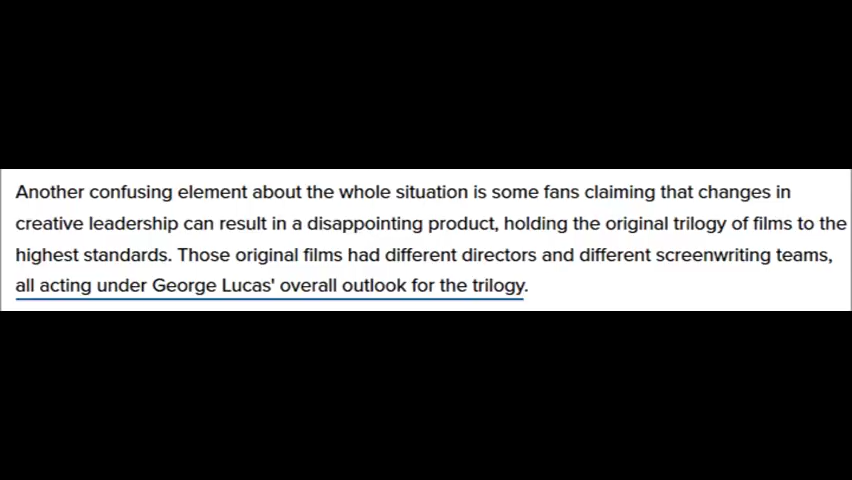 Another confusing element about the whole situation is some fans claiming that changes in
creative leadership can result in a disappointing product, holding the original trilogy of films to the
highest standards. Those original films had different directors and different screenwriting teams,
all acting under George Lucas' overall outlook for the trilogy.